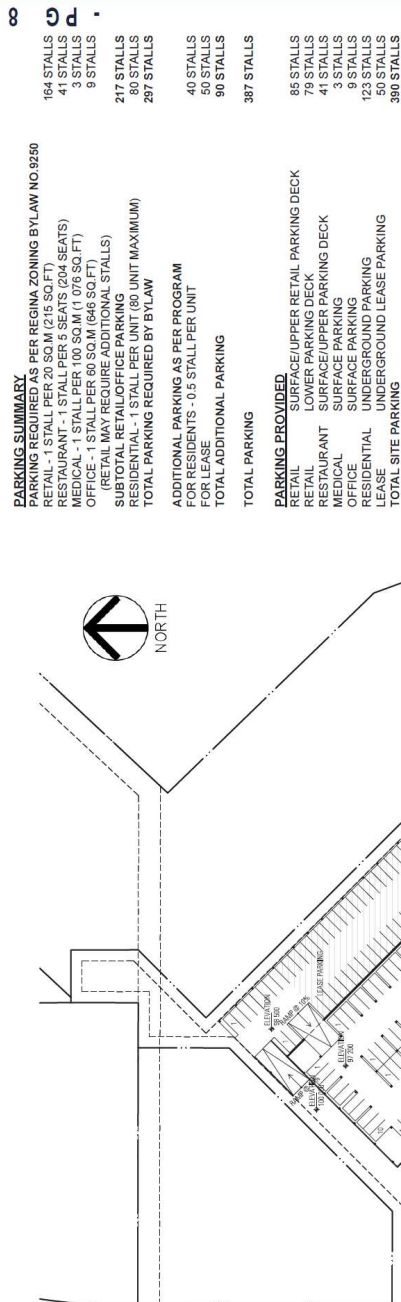 8
PG
-
PARKING SUMMARY
PARKING REQUIRED AS PER REGINA ZONING BYLAW NO.9250
RETAIL - 1 STALL PER 20 SQ.M (215 SQ.FT) 164 STALLS
RESTAURANT - 1 STALL PER 5 SEATS (204 SEATS) 41 STALLS
MEDICAL - 1 STALL PER 100 SQ.M (1 076 SQ.FT) 3 STALLS
OFFICE - 1 STALL PER 60 SQ.M (646 SQ.FT) 9 STALLS
(RETAIL MAY REQUIRE ADDITIONAL STALLS)
SUBTOTAL RETAIL/OFFICE PARKING 217 STALLS
RESIDENTIAL - 1 STALL PER UNIT (80 UNIT MAXIMUM) 80 STALLS
TOTAL PARKING REQUIRED BY BYLAW 297 STALLS
ADDITIONAL PARKING AS PER PROGRAM
FOR RESIDENTS - 0.5 STALL PER UNIT 40 STALLS
FOR LEASE 50 STALLS
TOTAL ADDITIONAL PARKING 90 STALLS
TOTAL PARKING 387 STALLS
PARKING PROVIDED
RETAIL SURFACE/UPPER RETAIL PARKING DECK 85 STALLS
RETAIL LOWER PARKING DECK 79 STALLS
RESTAURANT SURFACE/UPPER PARKING DECK 41 STALLS
MEDICAL SURFACE PARKING 3 STALLS
OFFICE SURFACE PARKING 9 STALLS
RESIDENTIAL UNDERGROUND PARKING 123 STALLS
LEASE UNDERGROUND LEASE PARKING 50 STALLS
TOTAL SITE PARKING 390 STALLS
NORTH
ELEVATION
98 500
RAMP @ 10%
LEASE PARKING
ELEVATION
97 200
RAMP @
ELEVATION